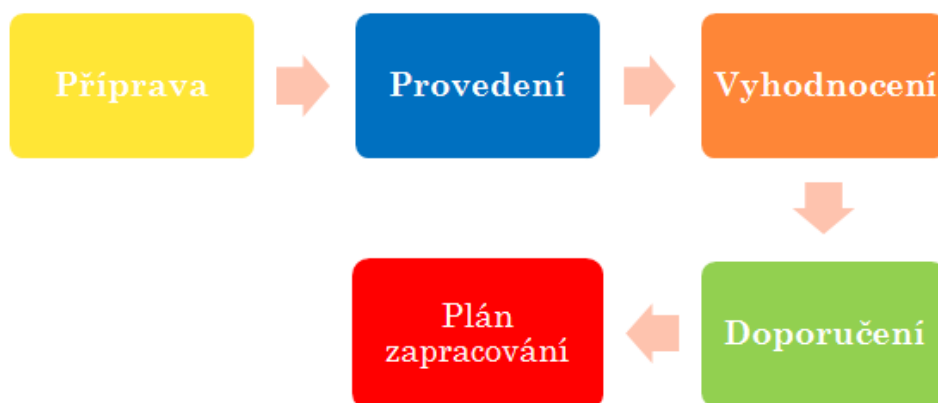 Příprava
Provedení
Vyhodnocení
Doporučení
Plán
zapracování